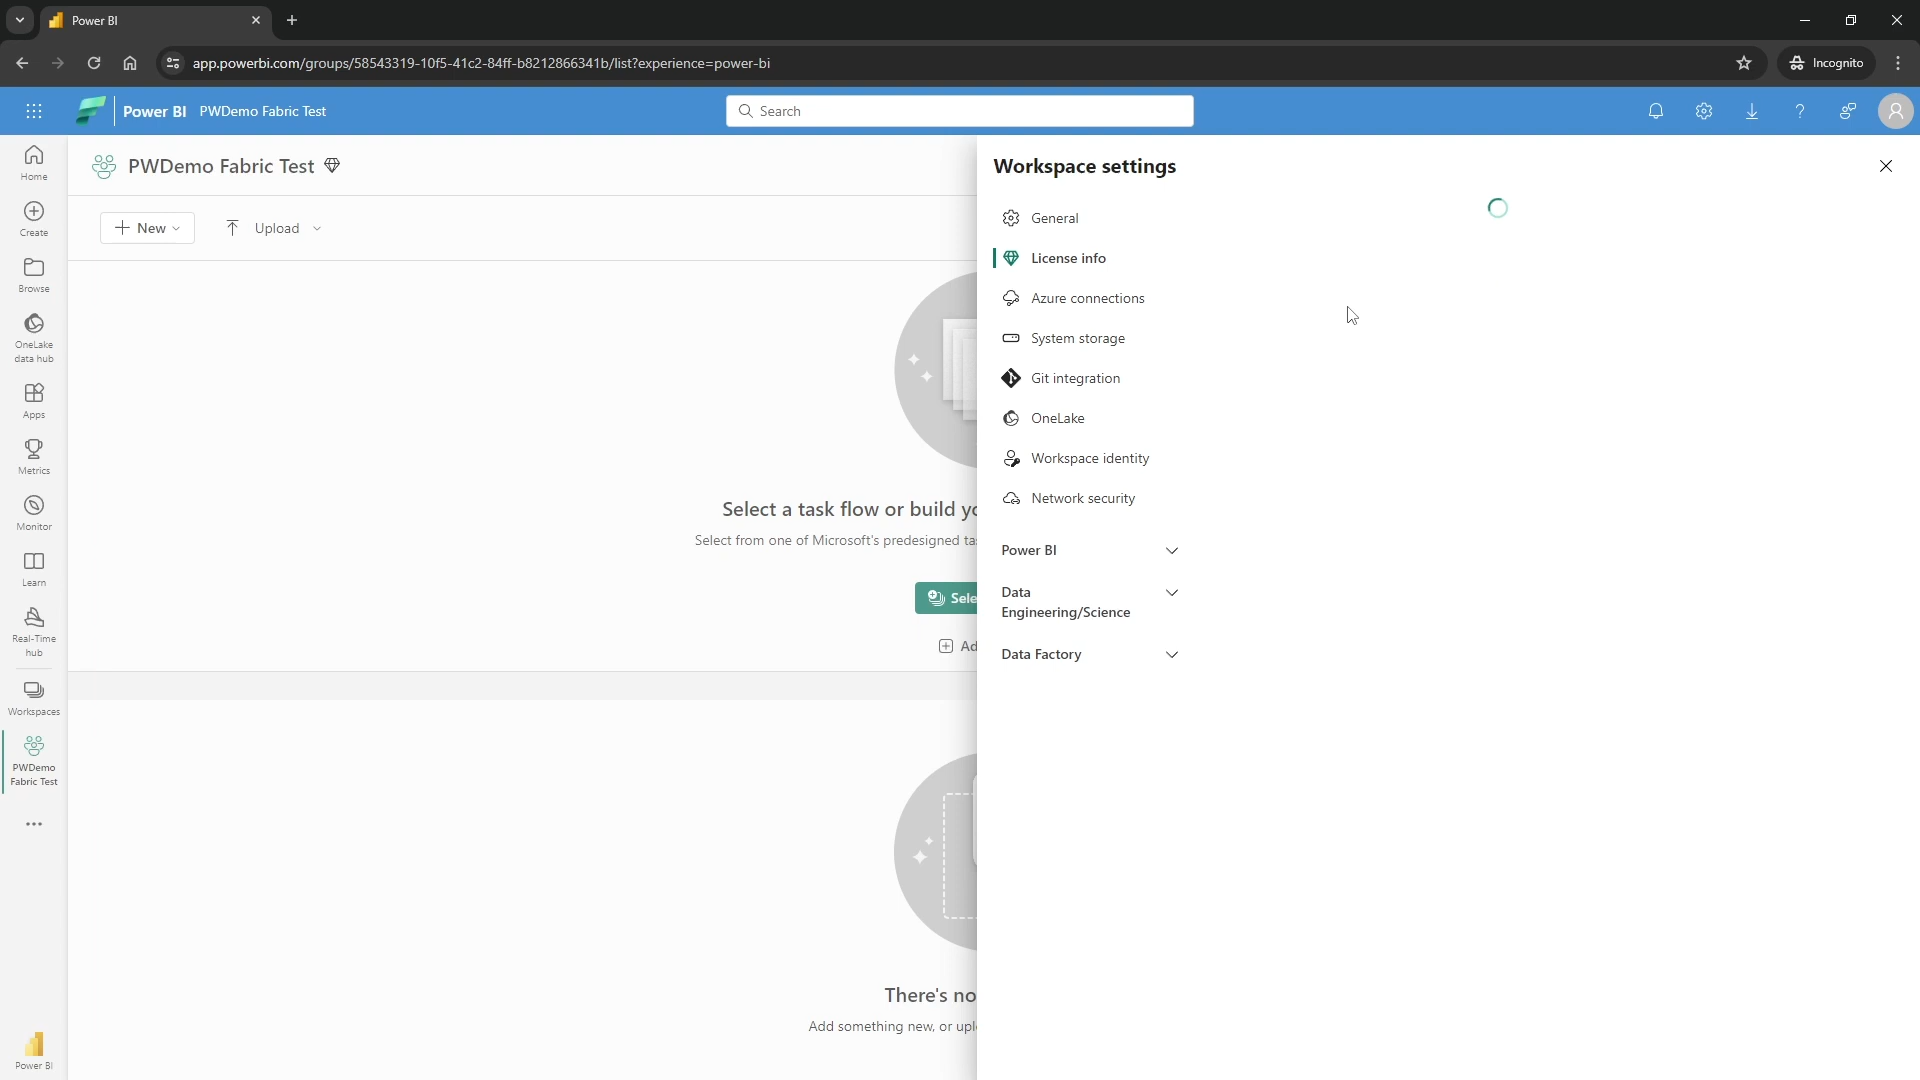 Power BI
app.powerbi.com/groups/58543319-10f5-41c2-84ff-b8212866341b/list?experience=power-bi
Incognito
Power BI PWDemo Fabric Test
Search
Home
Create
Browse
OneLake
data hub
Apps
Metrics
Monitor
Learn
Real-Time
hub
Workspaces
PWDemo
Fabric Test
Power BI
PWDemo Fabric Test
New
Upload
Select a task flow or build yo
Select from one of Microsoft's predesigned ta
Sele
Ad
There's no
Add something new, or upl
Workspace settings
General
License info
Azure connections
System storage
Git integration
OneLake
Workspace identity
Network security
Power BI
Data
Engineering/Science
Data Factory